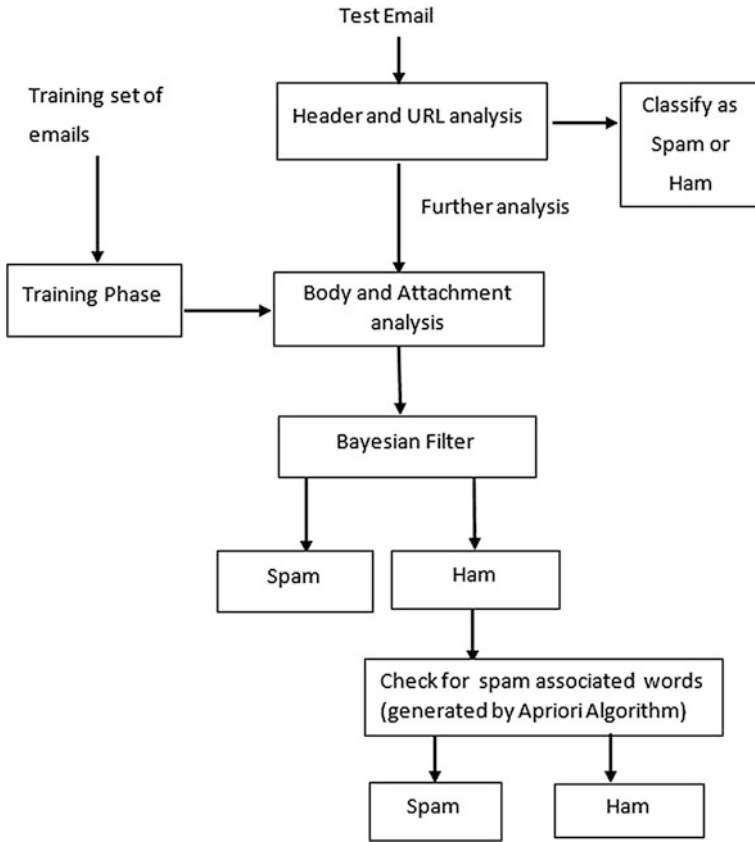 Test Email
Training set of
emails
Header and URL analysis
Classify as
Spam or
Ham
Further analysis
Training Phase
Body and Attachment
analysis
Bayesian Filter
Spam
Ham
Check for spam associated words
(generated by Apriori Algorithm)
Spam
Ham